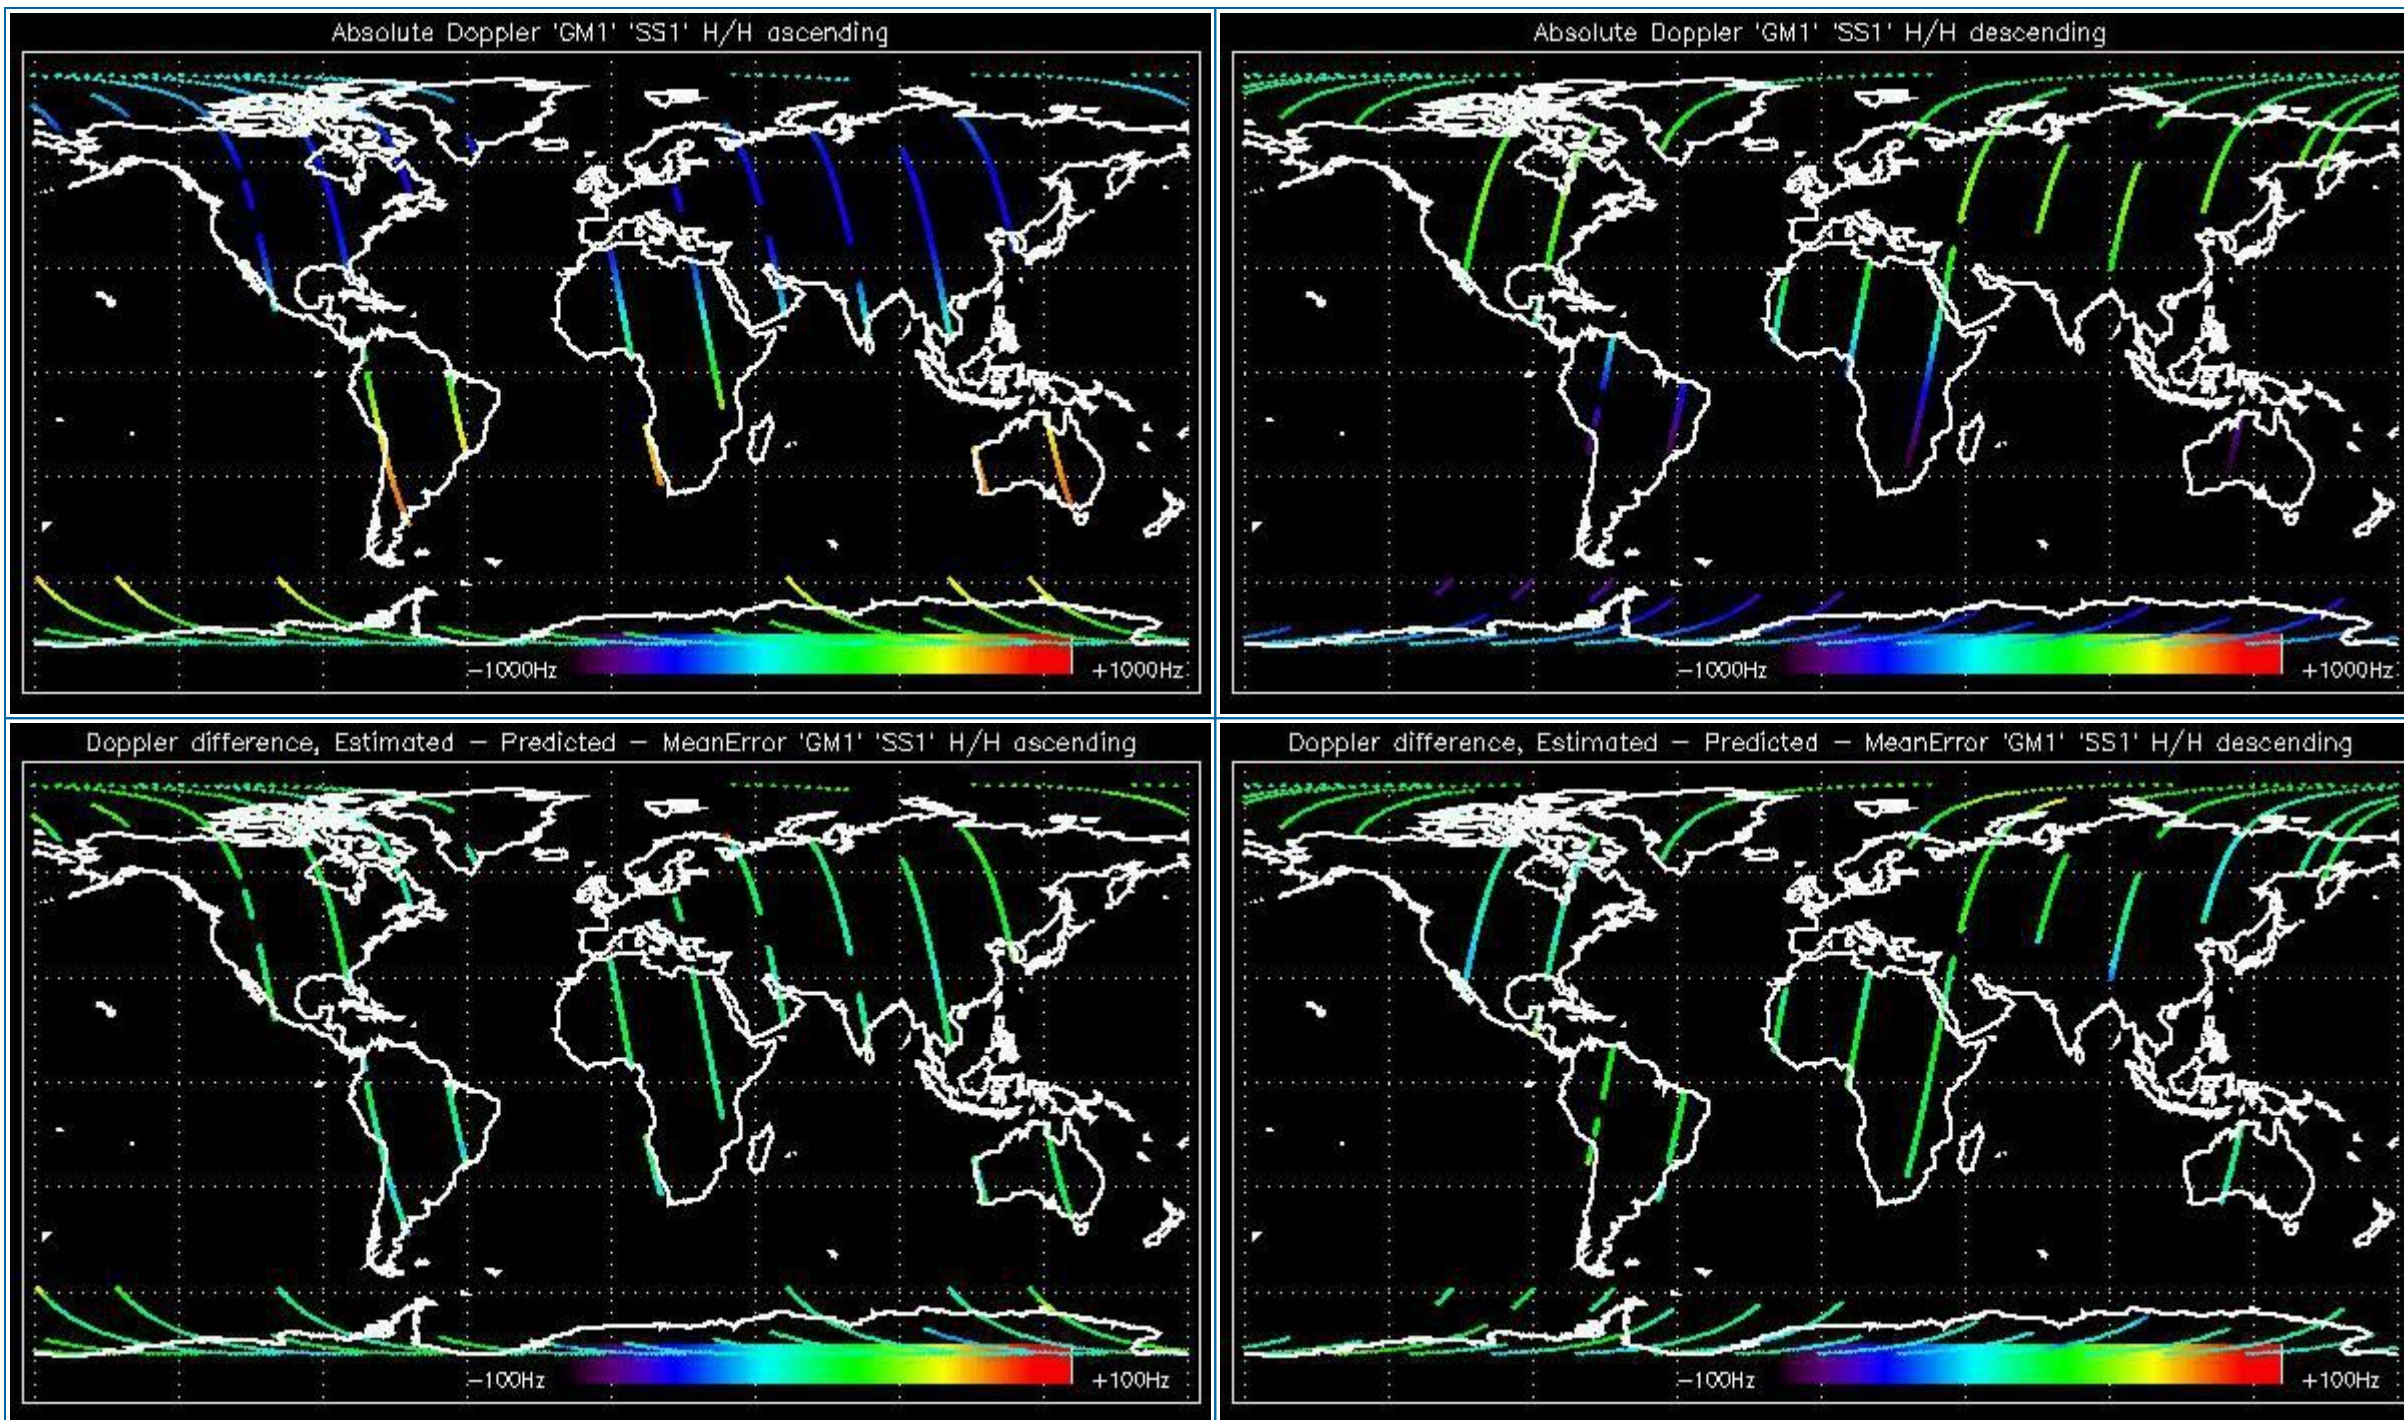 Absolute Doppler 'GM1' 'SS1' H/H ascending
−1000Hz
+1000Hz
Absolute Doppler 'GM1' 'SS1' H/H descending
−1000Hz
+1000Hz
Doppler difference, Estimated − Predicted − MeanError 'GM1' 'SS1' H/H ascending
−100Hz
+100Hz
Doppler difference, Estimated − Predicted − MeanError 'GM1' 'SS1' H/H descending
−100Hz
+100Hz